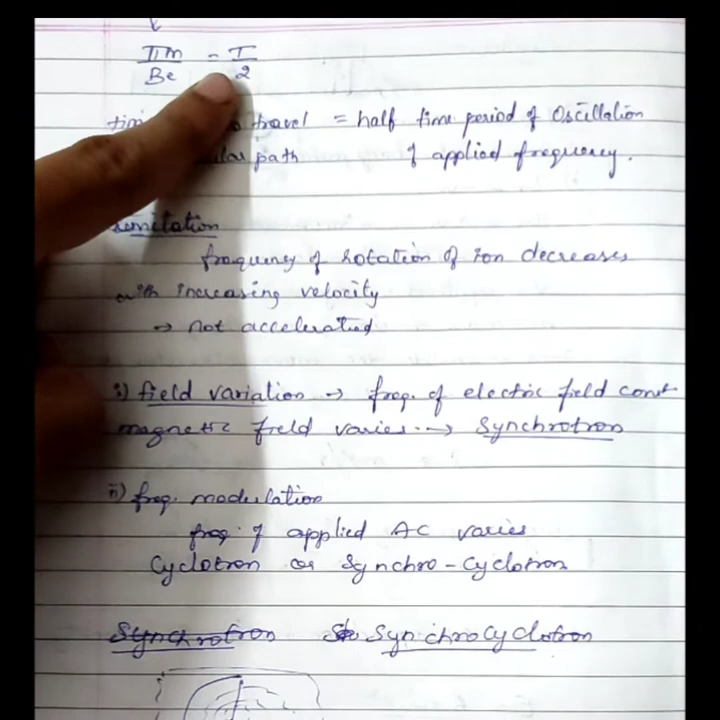 πm/Be = T/2
travel = half time period of Oscillation
path of applied frequency.
Limitation
frequency of rotation of ion decreases
with increasing velocity
→ not accelerated
i) field variation → freq. of electric field const
magnetic field varies → Synchrotron
ii) freq. modulation
freq. of applied AC varies
Cyclotron or Synchro-Cyclotron
Synchrotron Synchrocyclotron